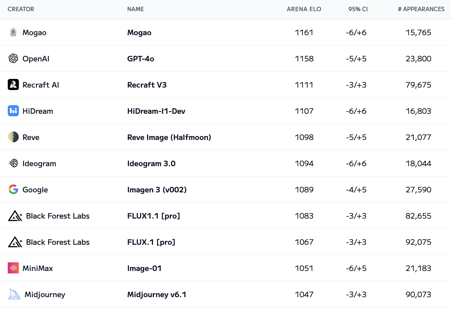 CREATOR NAME ARENA ELO 95% CI # APPEARANCES
Mogao Mogao 1161 -6/+6 15,765
OpenAI GPT-4o 1158 -5/+5 23,800
Recraft AI Recraft V3 1111 -3/+3 79,675
HiDream HiDream-I1-Dev 1107 -6/+6 16,803
Reve Reve Image (Halfmoon) 1098 -5/+5 21,077
Ideogram Ideogram 3.0 1094 -6/+6 18,044
Google Imagen 3 (v002) 1089 -4/+5 27,590
Black Forest Labs FLUX1.1 [pro] 1083 -3/+3 82,655
Black Forest Labs FLUX.1 [pro] 1067 -3/+3 92,075
MiniMax Image-01 1051 -6/+5 21,183
Midjourney Midjourney v6.1 1047 -3/+3 90,073